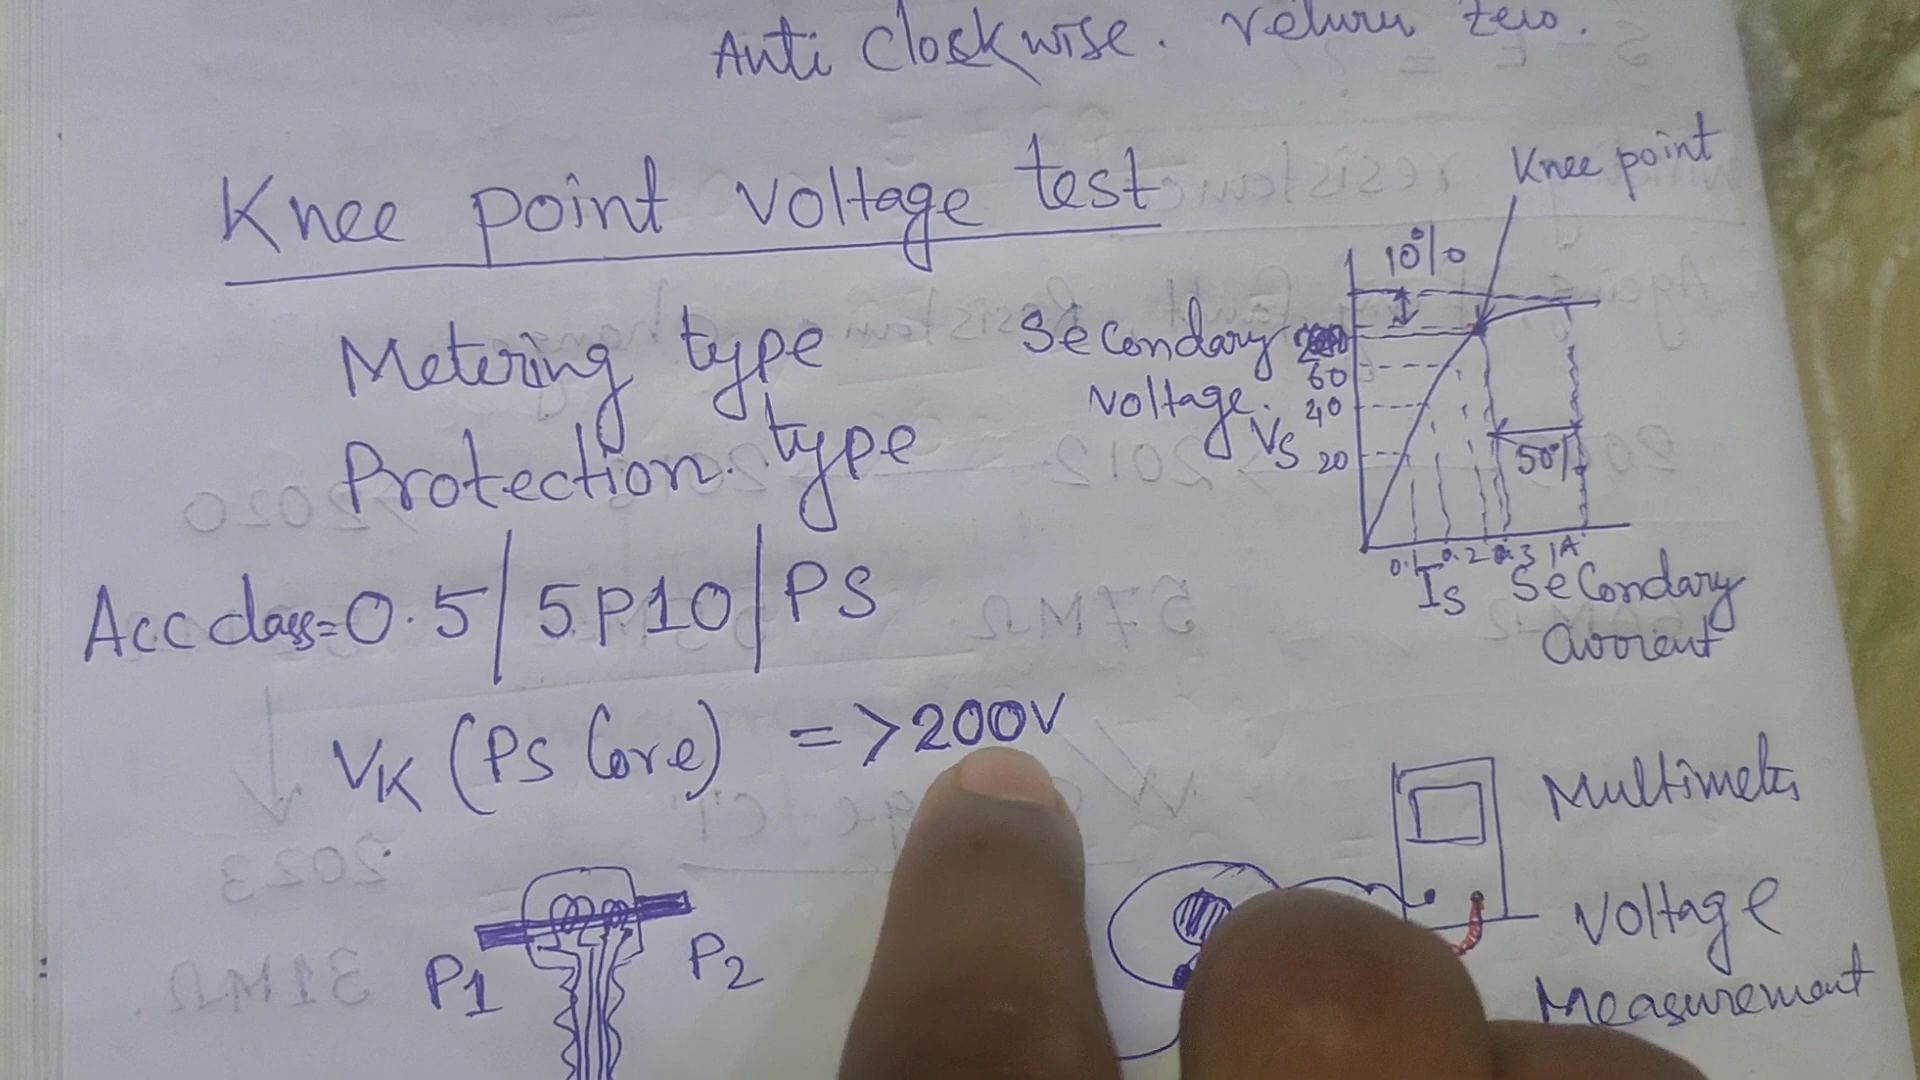 Anti Clockwise. return zero.
Knee point voltage test
Metering type
Protection type
Acc class = 0.5/5P10/PS
VK (PS Core) = >200V
Knee point
10%
Secondary
Voltage.
VS
60
40
20
50%
0.1 0.2 0.3 1A
IS Secondary
Current
P1
P2
Multimeter
Voltage
Measurement